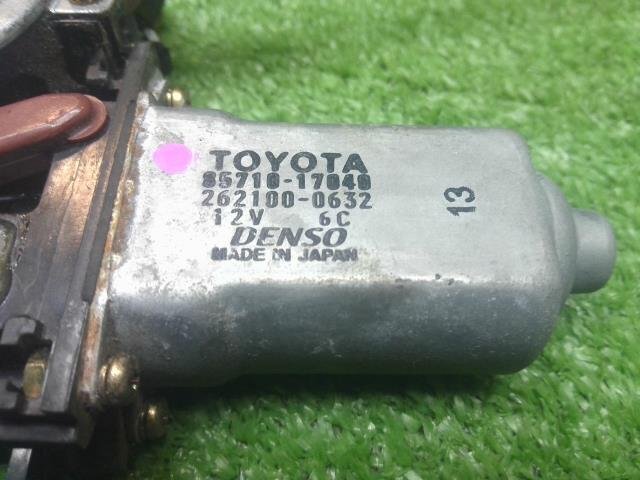 TOYOTA
85710-17040
262100-0632
12V 6C
DENSO
MADE IN JAPAN
13